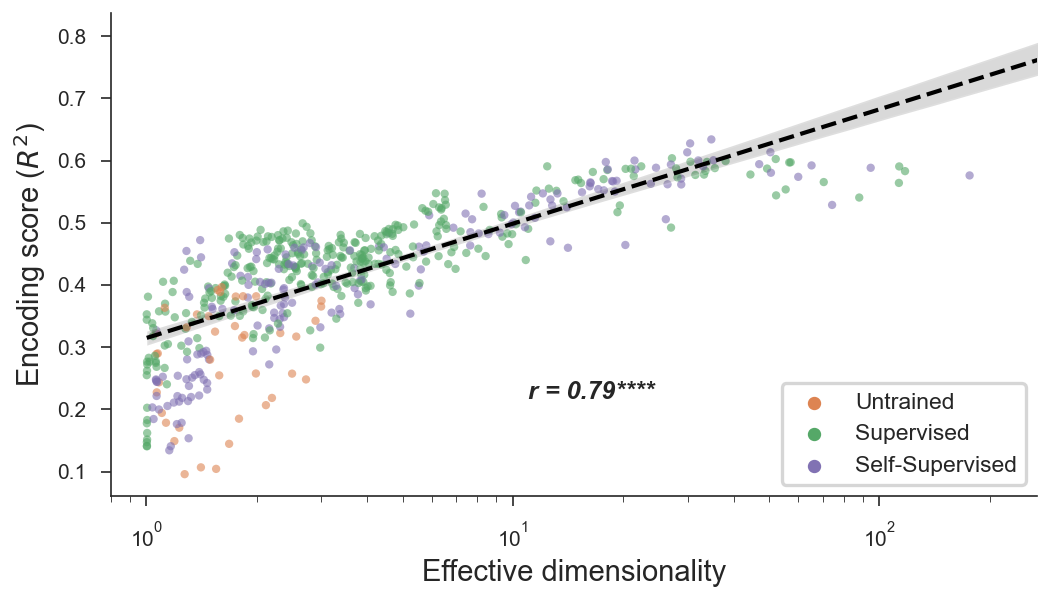 0.8
0.7
0.6
0.5
0.4
0.3
0.2
0.1
Encoding score (R²)
r = 0.79****
Untrained
Supervised
Self-Supervised
10⁰
10¹
10²
Effective dimensionality